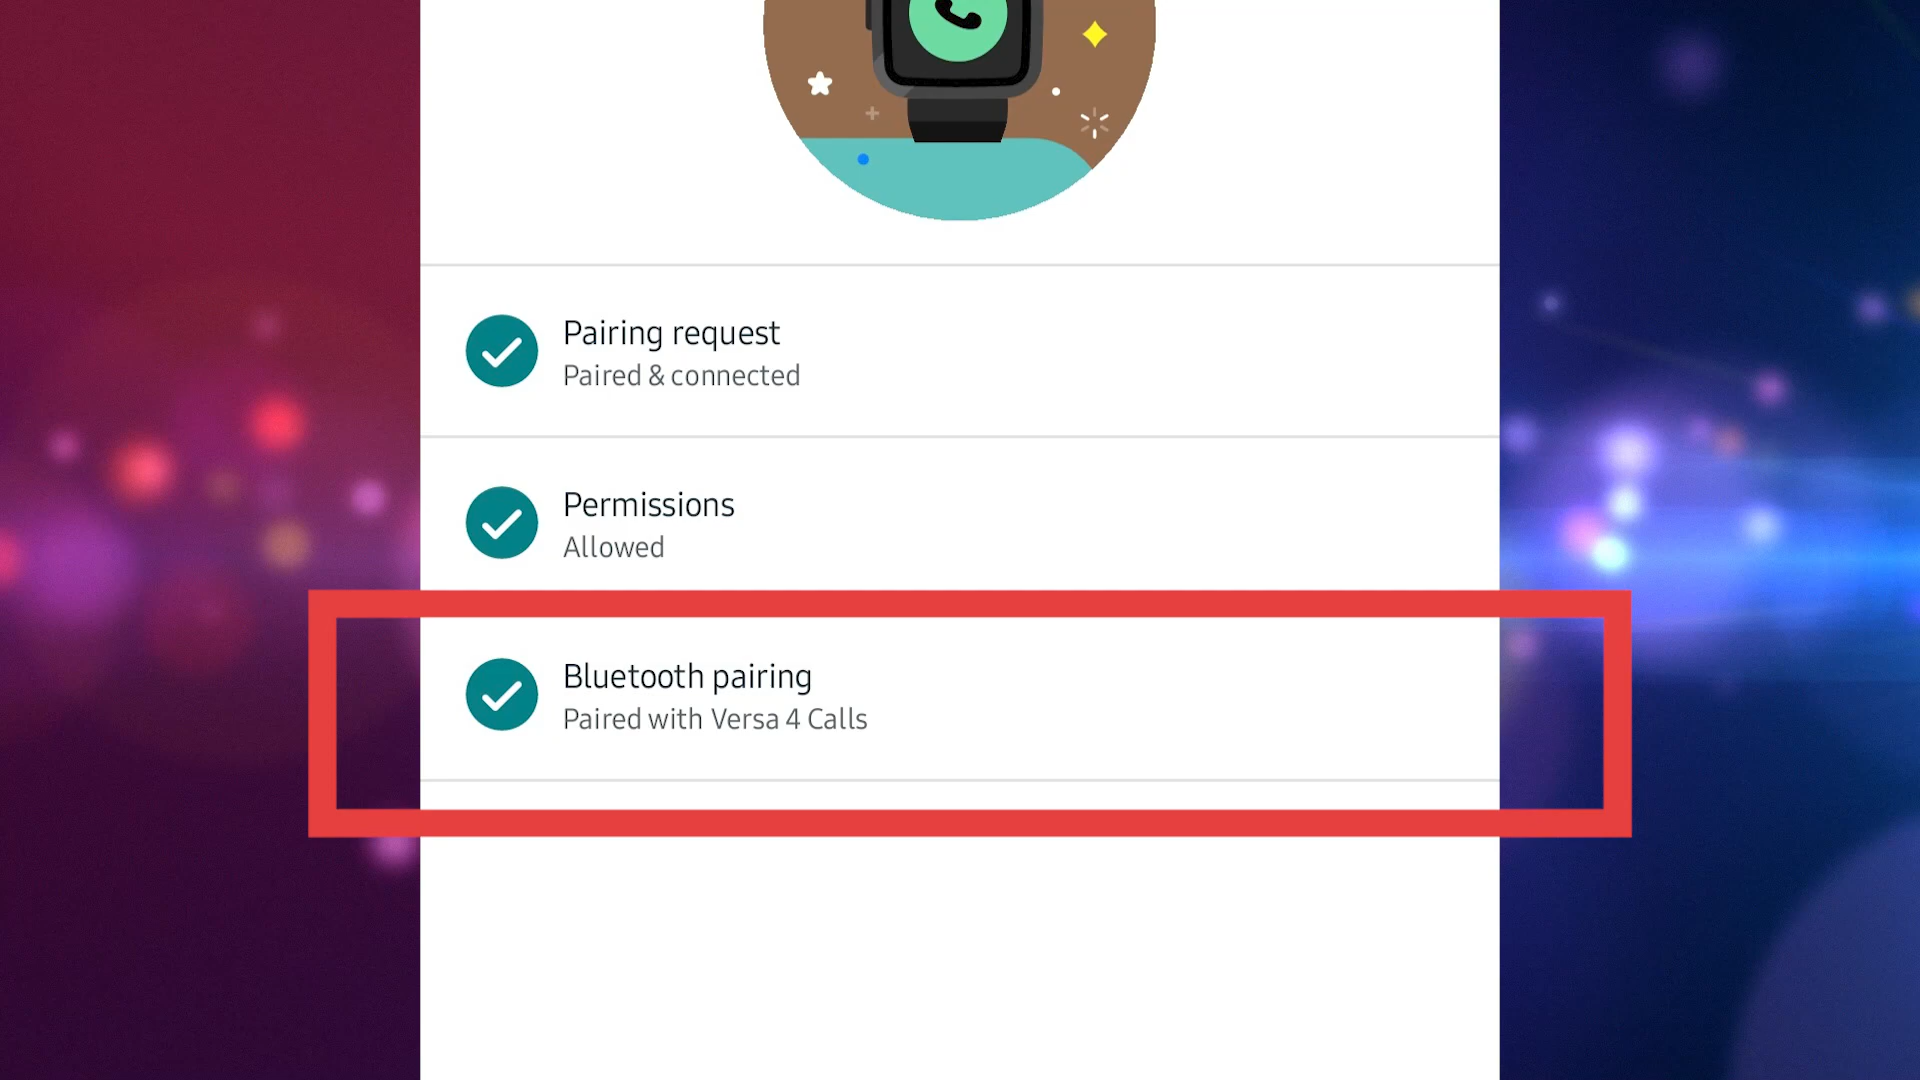 Pairing request
Paired & connected
Permissions
Allowed
Bluetooth pairing
Paired with Versa 4 Calls